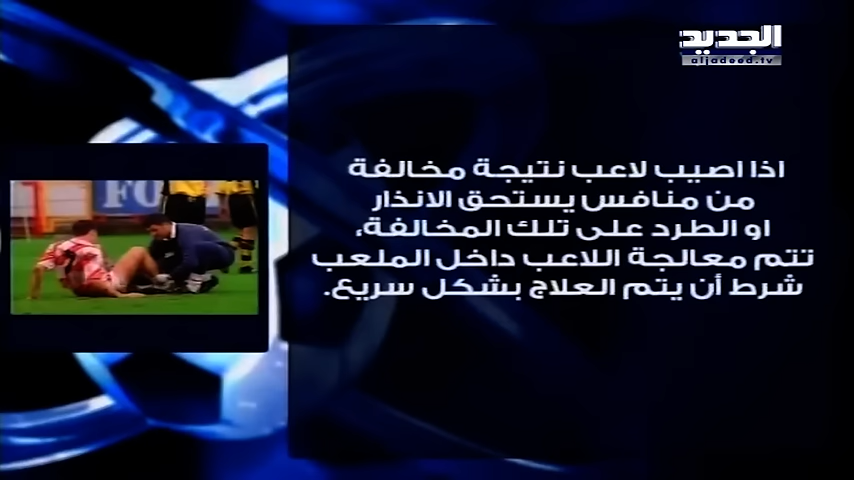 الجديد
aljadeed.tv
FO
اذا اصيب لاعب نتيجة مخالفة
من منافس يستحق الانذار
او الطرد على تلك المخالفة،
تتم معالجة اللاعب داخل الملعب
شرط أن يتم العلاج بشكل سريع.